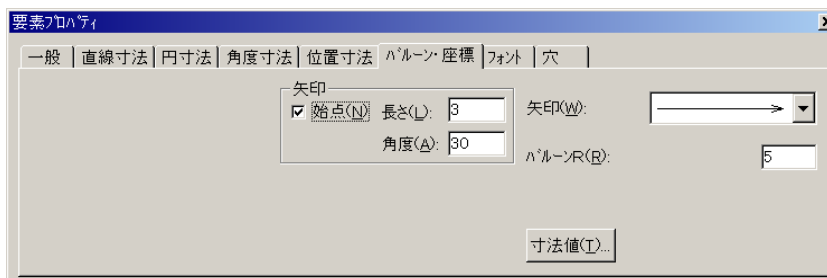 要素ﾌﾟﾛﾊﾟﾃｨ
一般 直線寸法 円寸法 角度寸法 位置寸法 ﾊﾞﾙｰﾝ･座標 ﾌｫﾝﾄ 穴
矢印
始点(N) 長さ(L): 3 矢印(W):
角度(A): 30 ﾊﾞﾙｰﾝR(R): 5
寸法値(T)...